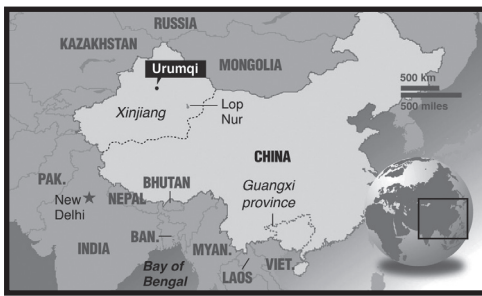 RUSSIA
KAZAKHSTAN
MONGOLIA
Urumqi
500 km
500 miles
Xinjiang
Lop
Nur
CHINA
PAK.
BHUTAN
Guangxi
province
New
Delhi
NEPAL
INDIA
BAN.
MYAN.
VIET.
LAOS
Bay of
Bengal